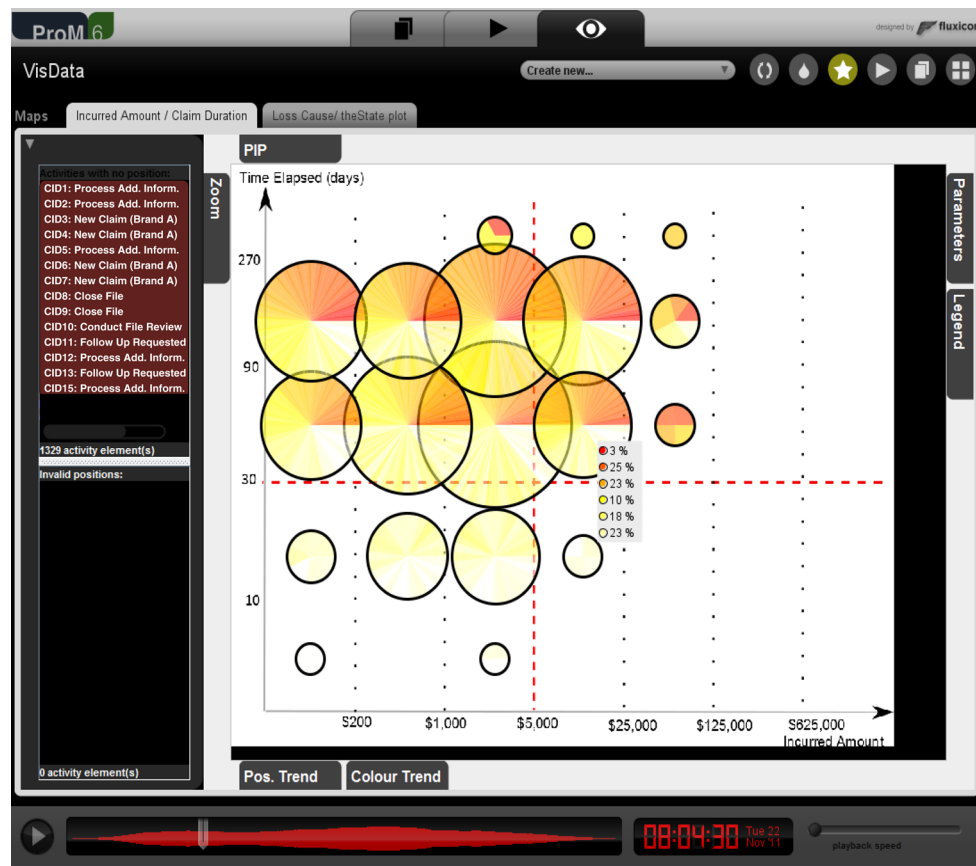 ProM 6
designed by fluxicon
VisData
Create new...
Maps
Incurred Amount / Claim Duration
Loss Cause/ theState plot
PIP
Zoom
Parameters
Legend
Activities with no position:
CID1: Process Add. Inform.
CID2: Process Add. Inform.
CID3: New Claim (Brand A)
CID4: New Claim (Brand A)
CID5: Process Add. Inform.
CID6: New Claim (Brand A)
CID7: New Claim (Brand A)
CID8: Close File
CID9: Close File
CID10: Conduct File Review
CID11: Follow Up Requested
CID12: Process Add. Inform.
CID13: Follow Up Requested
CID15: Process Add. Inform.
1329 activity element(s)
Invalid positions:
0 activity element(s)
Time Elapsed (days)
270
90
30
10
3 %
25 %
23 %
10 %
18 %
23 %
$200
$1,000
$5,000
$25,000
$125,000
$625,000
Incurred Amount
Pos. Trend
Colour Trend
08:04:30
Tue 22
Nov '11
playback speed